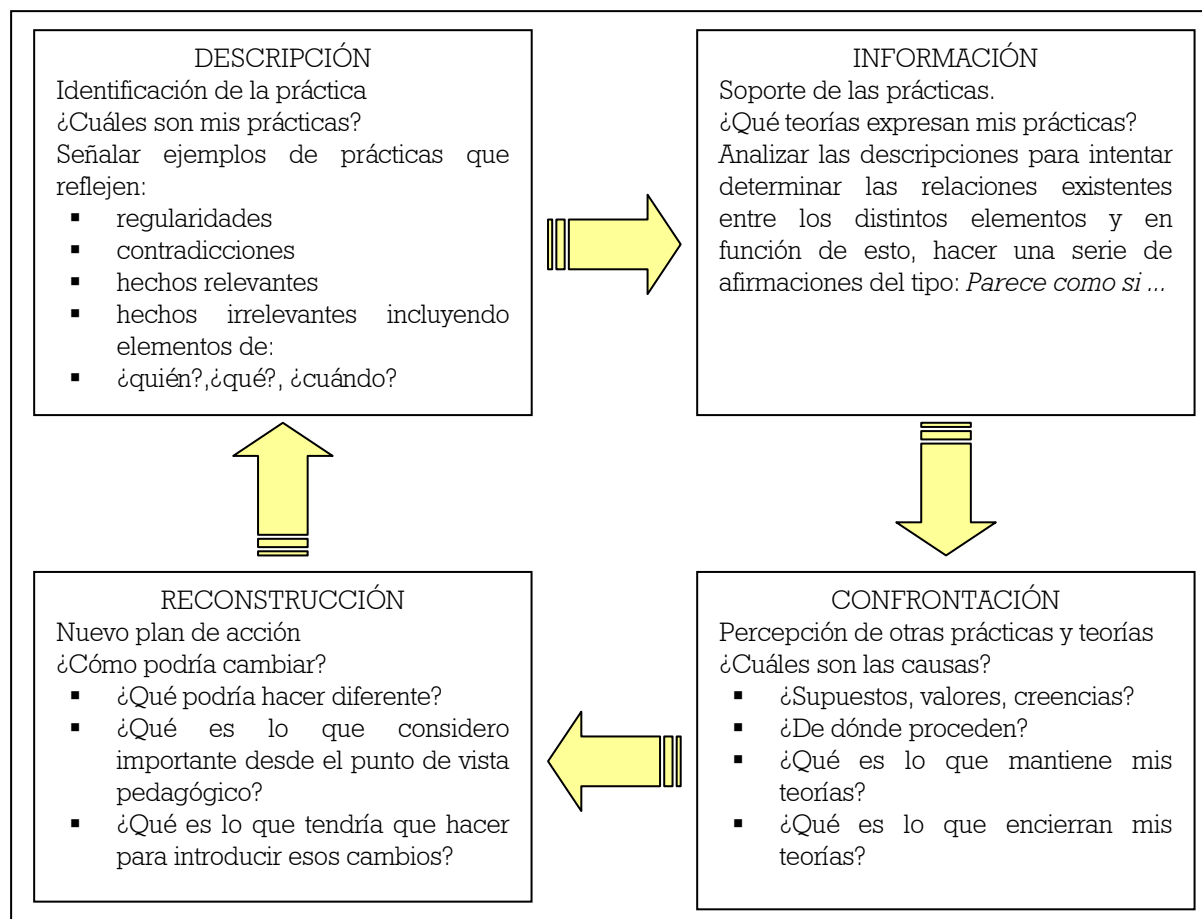 DESCRIPCIÓN
Identificación de la práctica
¿Cuáles son mis prácticas?
Señalar ejemplos de prácticas que
reflejen:
▪ regularidades
▪ contradicciones
▪ hechos relevantes
▪ hechos irrelevantes incluyendo
elementos de:
▪ ¿quién?,¿qué?, ¿cuándo?
INFORMACIÓN
Soporte de las prácticas.
¿Qué teorías expresan mis prácticas?
Analizar las descripciones para intentar
determinar las relaciones existentes
entre los distintos elementos y en
función de esto, hacer una serie de
afirmaciones del tipo: Parece como si ...
RECONSTRUCCIÓN
Nuevo plan de acción
¿Cómo podría cambiar?
▪ ¿Qué podría hacer diferente?
▪ ¿Qué es lo que considero
importante desde el punto de vista
pedagógico?
▪ ¿Qué es lo que tendría que hacer
para introducir esos cambios?
CONFRONTACIÓN
Percepción de otras prácticas y teorías
¿Cuáles son las causas?
▪ ¿Supuestos, valores, creencias?
▪ ¿De dónde proceden?
▪ ¿Qué es lo que mantiene mis
teorías?
▪ ¿Qué es lo que encierran mis
teorías?